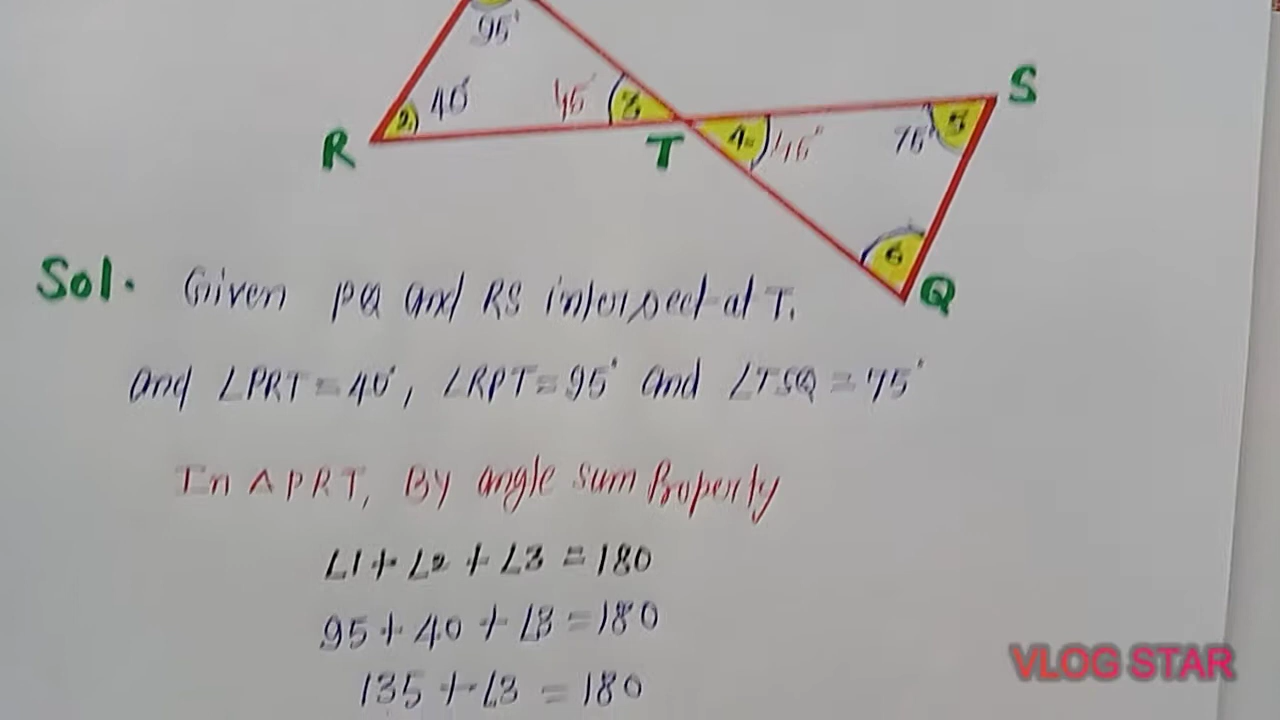 95°
40°
45°
2.
3
R
T
4.
45°
75°
5
S
6
Q
Sol. Given PQ and RS intersect at T.
and ∠PRT = 40°, ∠RPT = 95° and ∠TSQ = 75°
In △PRT, By angle sum Property
∠1 + ∠2 + ∠3 = 180
95 + 40 + ∠3 = 180
135 + ∠3 = 180
VLOG STAR